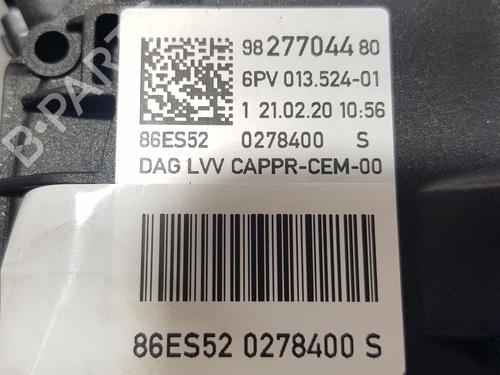 98 277044 80
6PV 013.524-01
1 21.02.20 10:56
86ES52 0278400 S
DAG LVV CAPPR-CEM-00
86ES52 0278400 S
B-PARTS